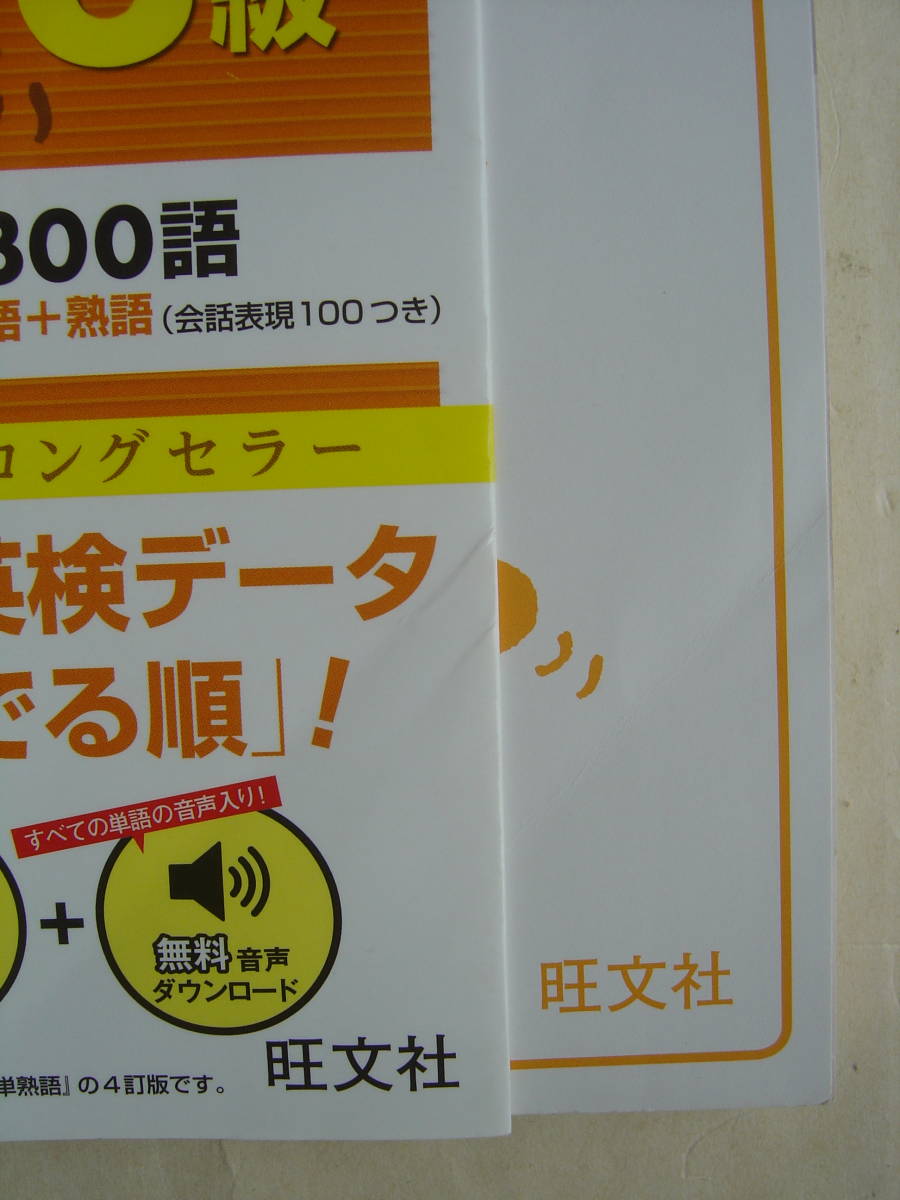 級
300語
語＋熟語（会話表現100つき）
ロングセラー
英検データ
でる順」！
すべての単語の音声入り！
＋
無料音声
ダウンロード
旺文社
単熟語』の4訂版です。
旺文社